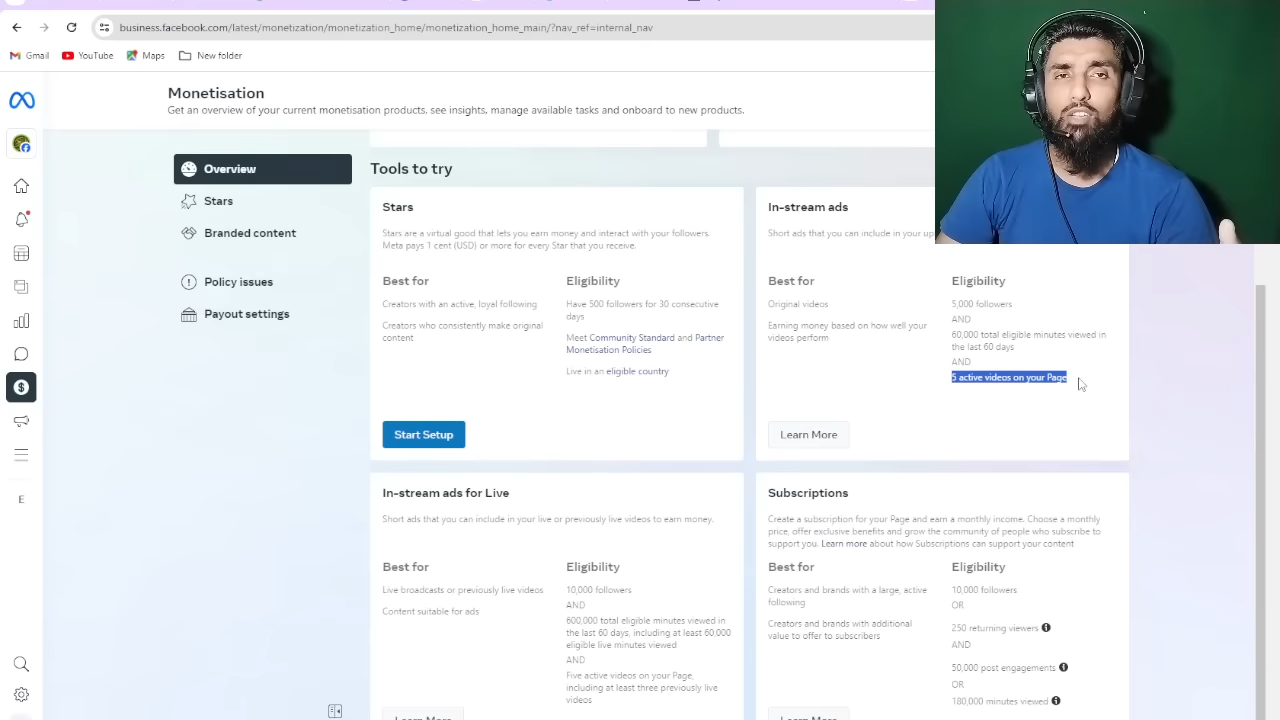 business.facebook.com/latest/monetization/monetization_home/monetization_home_main/?nav_ref=internal_nav
Gmail
YouTube
Maps
New folder
Monetisation
Get an overview of your current monetisation products, see insights, manage available tasks and onboard to new products.
Overview
Stars
Branded content
Policy issues
Payout settings
E
Tools to try
Stars
Stars are a virtual good that lets you earn money and interact with your followers.
Meta pays 1 cent (USD) or more for every Star that you receive.
Best for
Creators with an active, loyal following
Creators who consistently make original
content
Eligibility
Have 500 followers for 30 consecutive
days
Meet Community Standard and Partner
Monetisation Policies
Live in an eligible country
Start Setup
In-stream ads
Short ads that you can include in your
Best for
Original videos
Earning money based on how well your
videos perform
Eligibility
5,000 followers
AND
60,000 total eligible minutes viewed in
the last 60 days
AND
5 active videos on your Page
Learn More
In-stream ads for Live
Short ads that you can include in your live or previously live videos to earn money.
Best for
Live broadcasts or previously live videos
Content suitable for ads
Eligibility
10,000 followers
AND
600,000 total eligible minutes viewed in
the last 60 days, including at least 60,000
eligible live minutes viewed
AND
Five active videos on your Page,
including at least three previously live
videos
Learn More
Subscriptions
Create a subscription for your Page and earn a monthly income. Choose a monthly
price, offer exclusive benefits and grow the community of people who subscribe to
support you. Learn more about how Subscriptions can support your content
Best for
Creators and brands with a large, active
following
Creators and brands with additional
value to offer to subscribers
Eligibility
10,000 followers
OR
250 returning viewers
AND
50,000 post engagements
OR
180,000 minutes viewed
Learn More